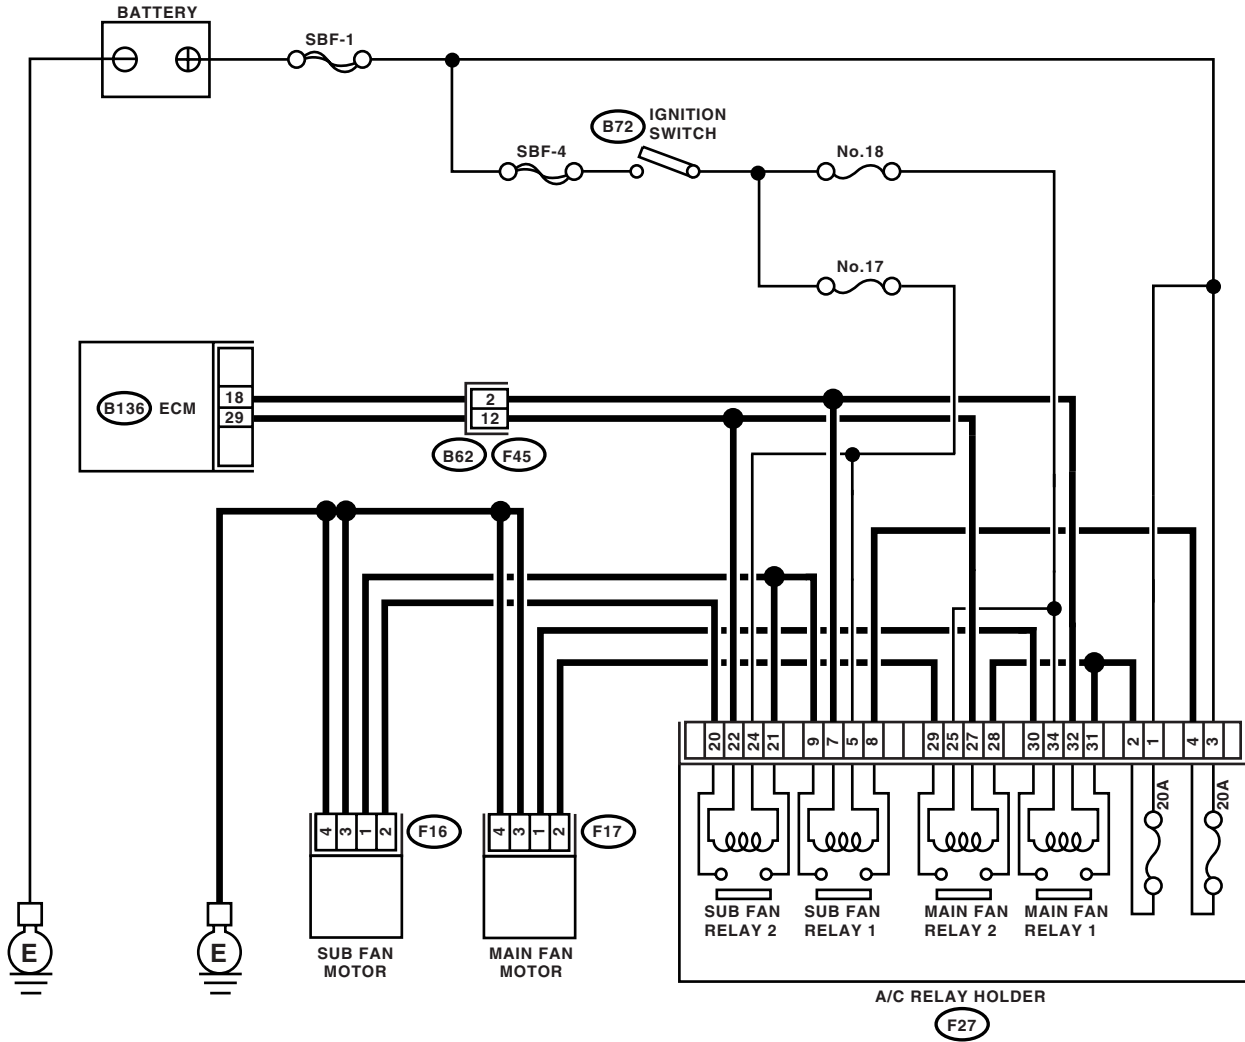 BATTERY
SBF-1
B72
IGNITION
SWITCH
SBF-4
No.18
No.17
B136 ECM
18
29
2
12
B62 F45
20 22 24 21 9 7 5 8 29 25 27 28 30 34 32 31 2 1 4 3
20A 20A
4 3 1 2 F16
4 3 1 2 F17
SUB FAN
RELAY 2
SUB FAN
RELAY 1
MAIN FAN
RELAY 2
MAIN FAN
RELAY 1
E
E
SUB FAN
MOTOR
MAIN FAN
MOTOR
A/C RELAY HOLDER
F27